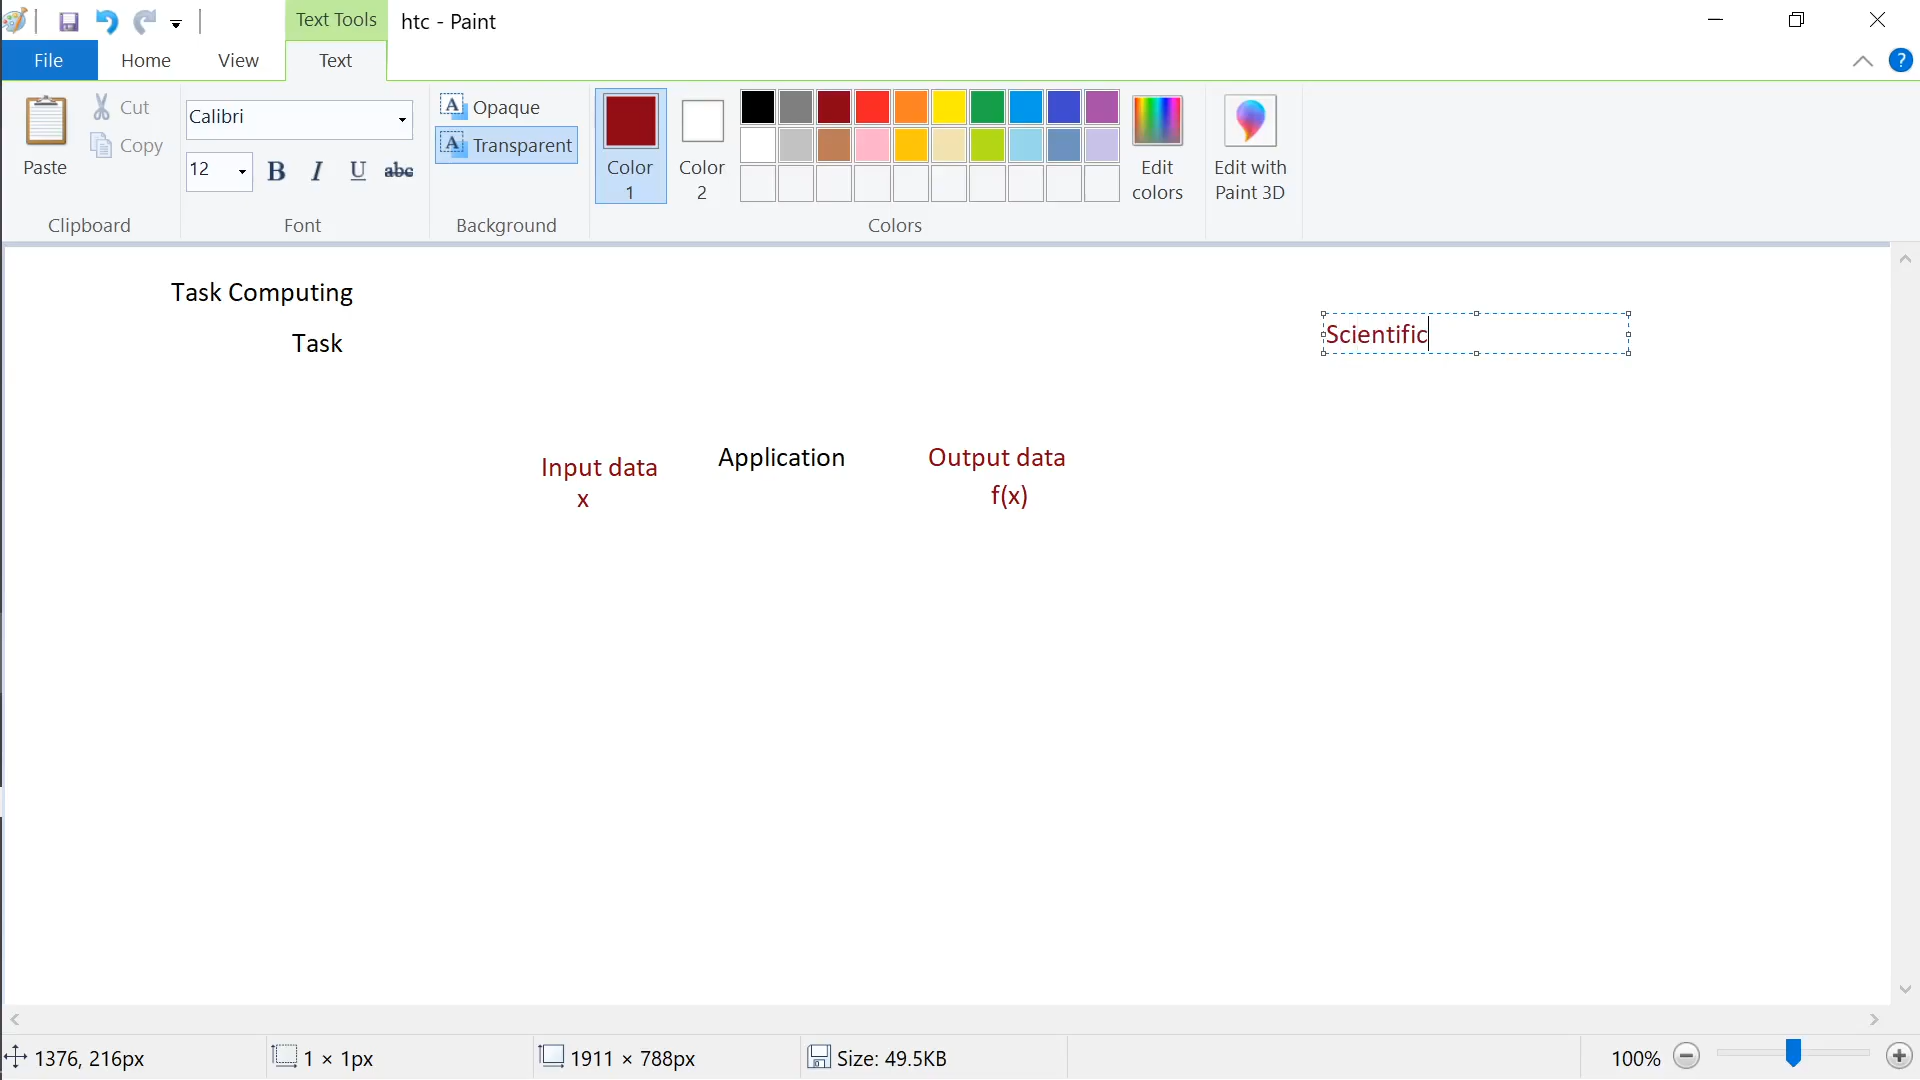 Text Tools
htc - Paint
File
Home
View
Text
Paste
Cut
Copy
Clipboard
Calibri
12
B I U abc
Font
A Opaque
A Transparent
Background
Color 1
Color 2
Colors
Edit colors
Edit with Paint 3D
?
Task Computing
Task
Scientific
Input data
x
Application
Output data
f(x)
1376, 216px
1 × 1px
1911 × 788px
Size: 49.5KB
100%